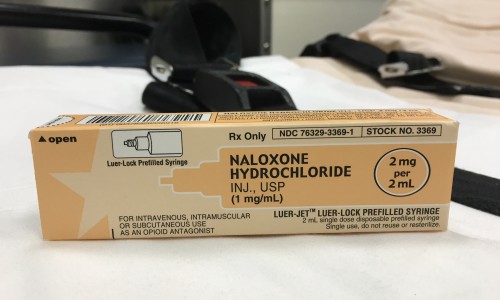 open
Luer-Lock Prefilled Syringe
Rx Only
NDC 76329-3369-1
STOCK NO. 3369
NALOXONE
HYDROCHLORIDE
INJ., USP
(1 mg/mL)
2 mg
per
2 mL
LUER-JET™ LUER-LOCK PREFILLED SYRINGE
2 mL single dose disposable prefilled syringe
Single use, do not reuse or resterilize.
FOR INTRAVENOUS, INTRAMUSCULAR
OR SUBCUTANEOUS USE
AS AN OPIOID ANTAGONIST